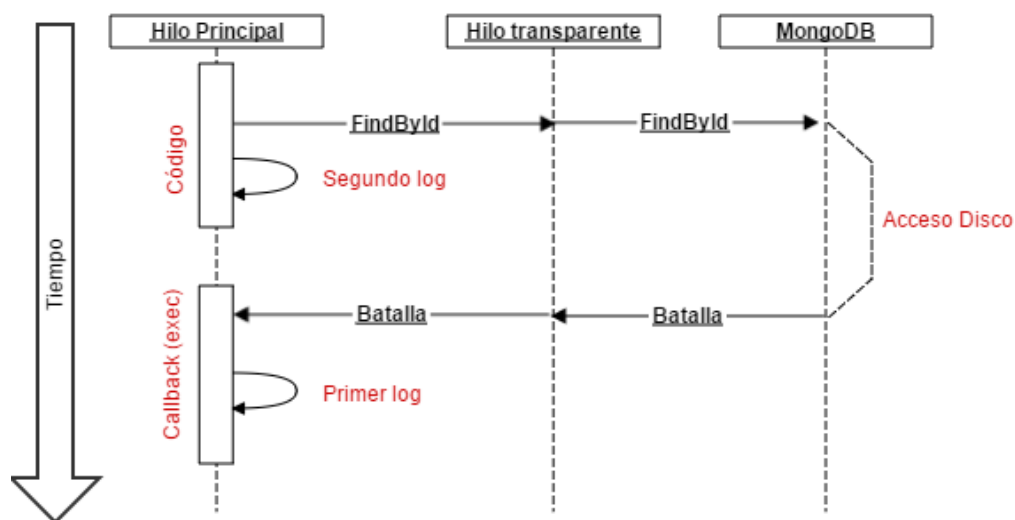 Hilo Principal
Hilo transparente
MongoDB
FindById
FindById
Código
Segundo log
Acceso Disco
Tiempo
Batalla
Batalla
Callback (exec)
Primer log